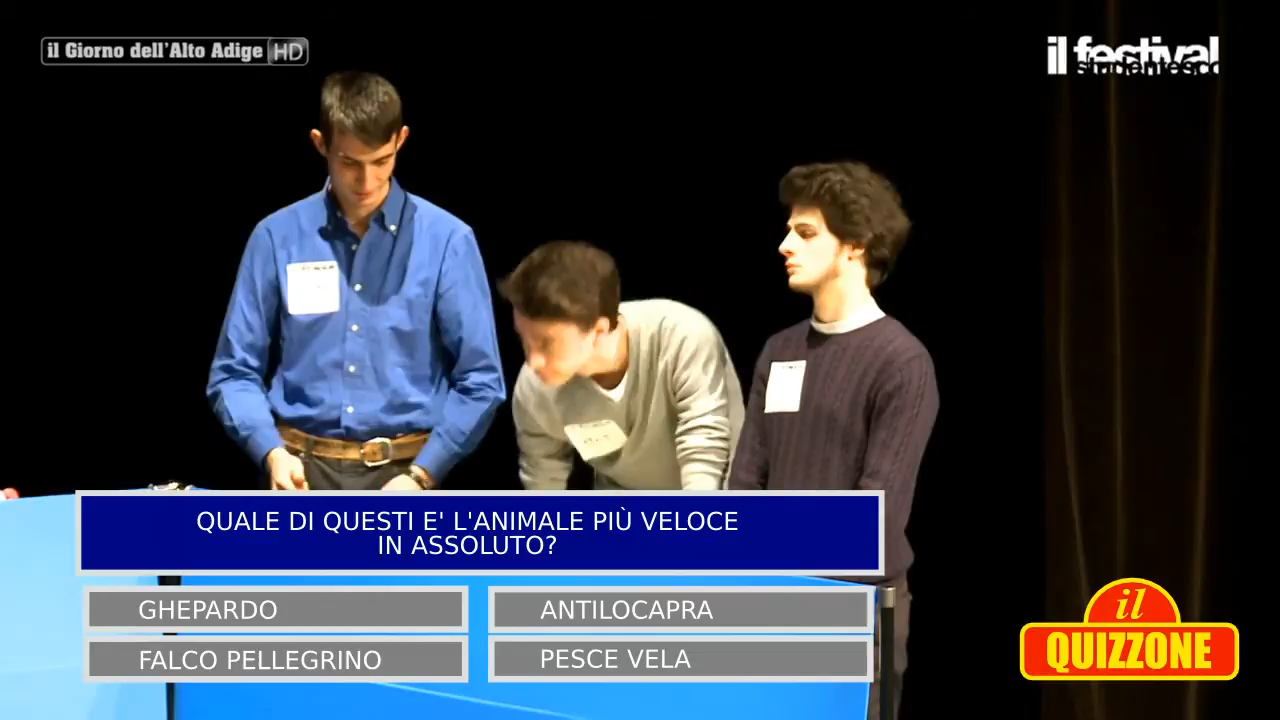 il Giorno dell'Alto Adige HD
il festival
studentesco
QUALE DI QUESTI E' L'ANIMALE PIÙ VELOCE
IN ASSOLUTO?
GHEPARDO
ANTILOCAPRA
FALCO PELLEGRINO
PESCE VELA
il
QUIZZONE